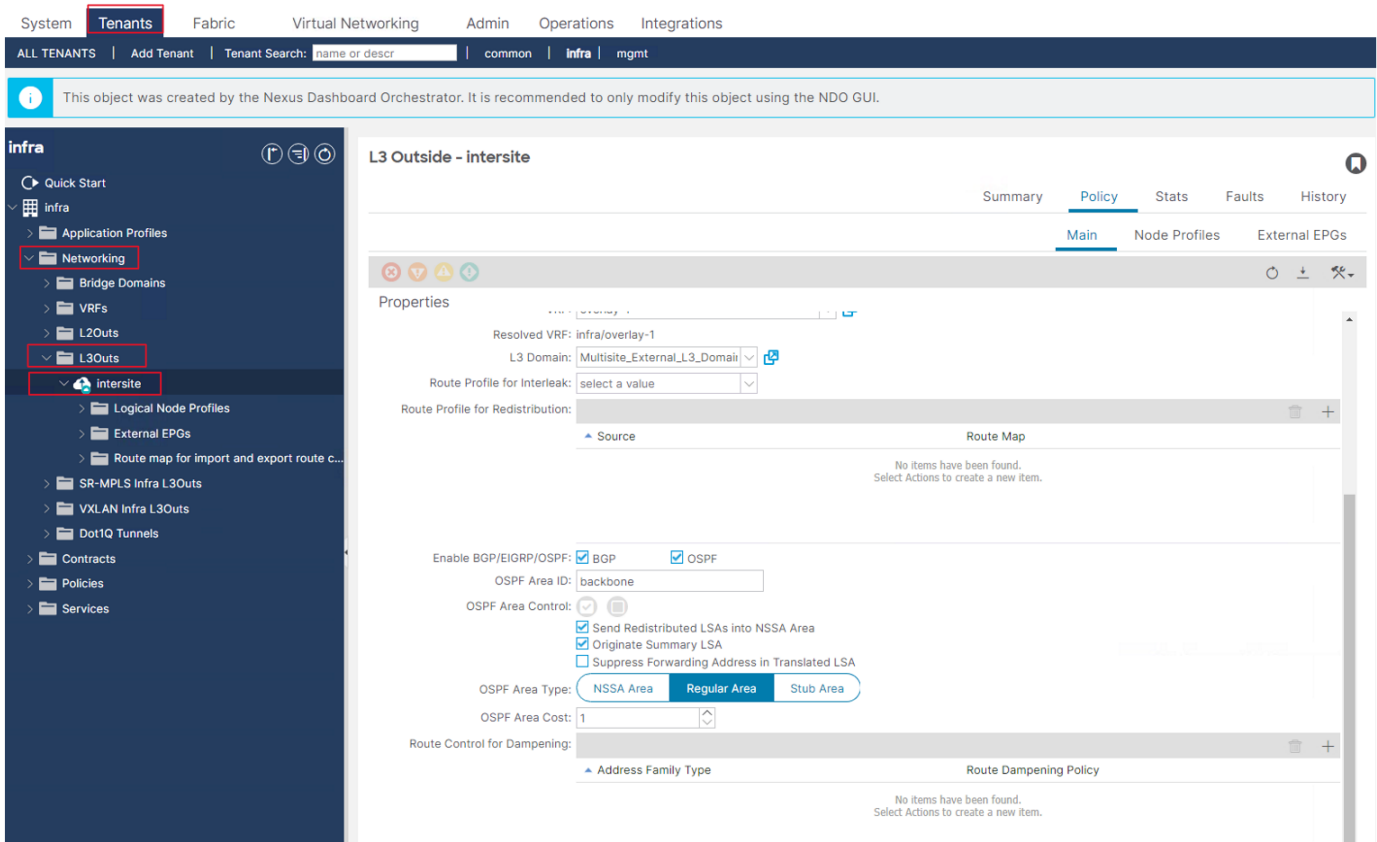 System Tenants Fabric Virtual Networking Admin Operations Integrations
ALL TENANTS | Add Tenant | Tenant Search: name or descr | common | infra | mgmt
i This object was created by the Nexus Dashboard Orchestrator. It is recommended to only modify this object using the NDO GUI.
infra
Quick Start
infra
Application Profiles
Networking
Bridge Domains
VRFs
L2Outs
L3Outs
intersite
Logical Node Profiles
External EPGs
Route map for import and export route c...
SR-MPLS Infra L3Outs
VXLAN Infra L3Outs
Dot1Q Tunnels
Contracts
Policies
Services
L3 Outside - intersite
Summary Policy Stats Faults History
Main Node Profiles External EPGs
Properties
VRF: overlay-1
Resolved VRF: infra/overlay-1
L3 Domain: Multisite_External_L3_Domain
Route Profile for Interleak: select a value
Route Profile for Redistribution:
Source Route Map
No items have been found.
Select Actions to create a new item.
Enable BGP/EIGRP/OSPF: BGP OSPF
OSPF Area ID: backbone
OSPF Area Control:
Send Redistributed LSAs into NSSA Area
Originate Summary LSA
Suppress Forwarding Address in Translated LSA
OSPF Area Type: NSSA Area Regular Area Stub Area
OSPF Area Cost: 1
Route Control for Dampening:
Address Family Type Route Dampening Policy
No items have been found.
Select Actions to create a new item.